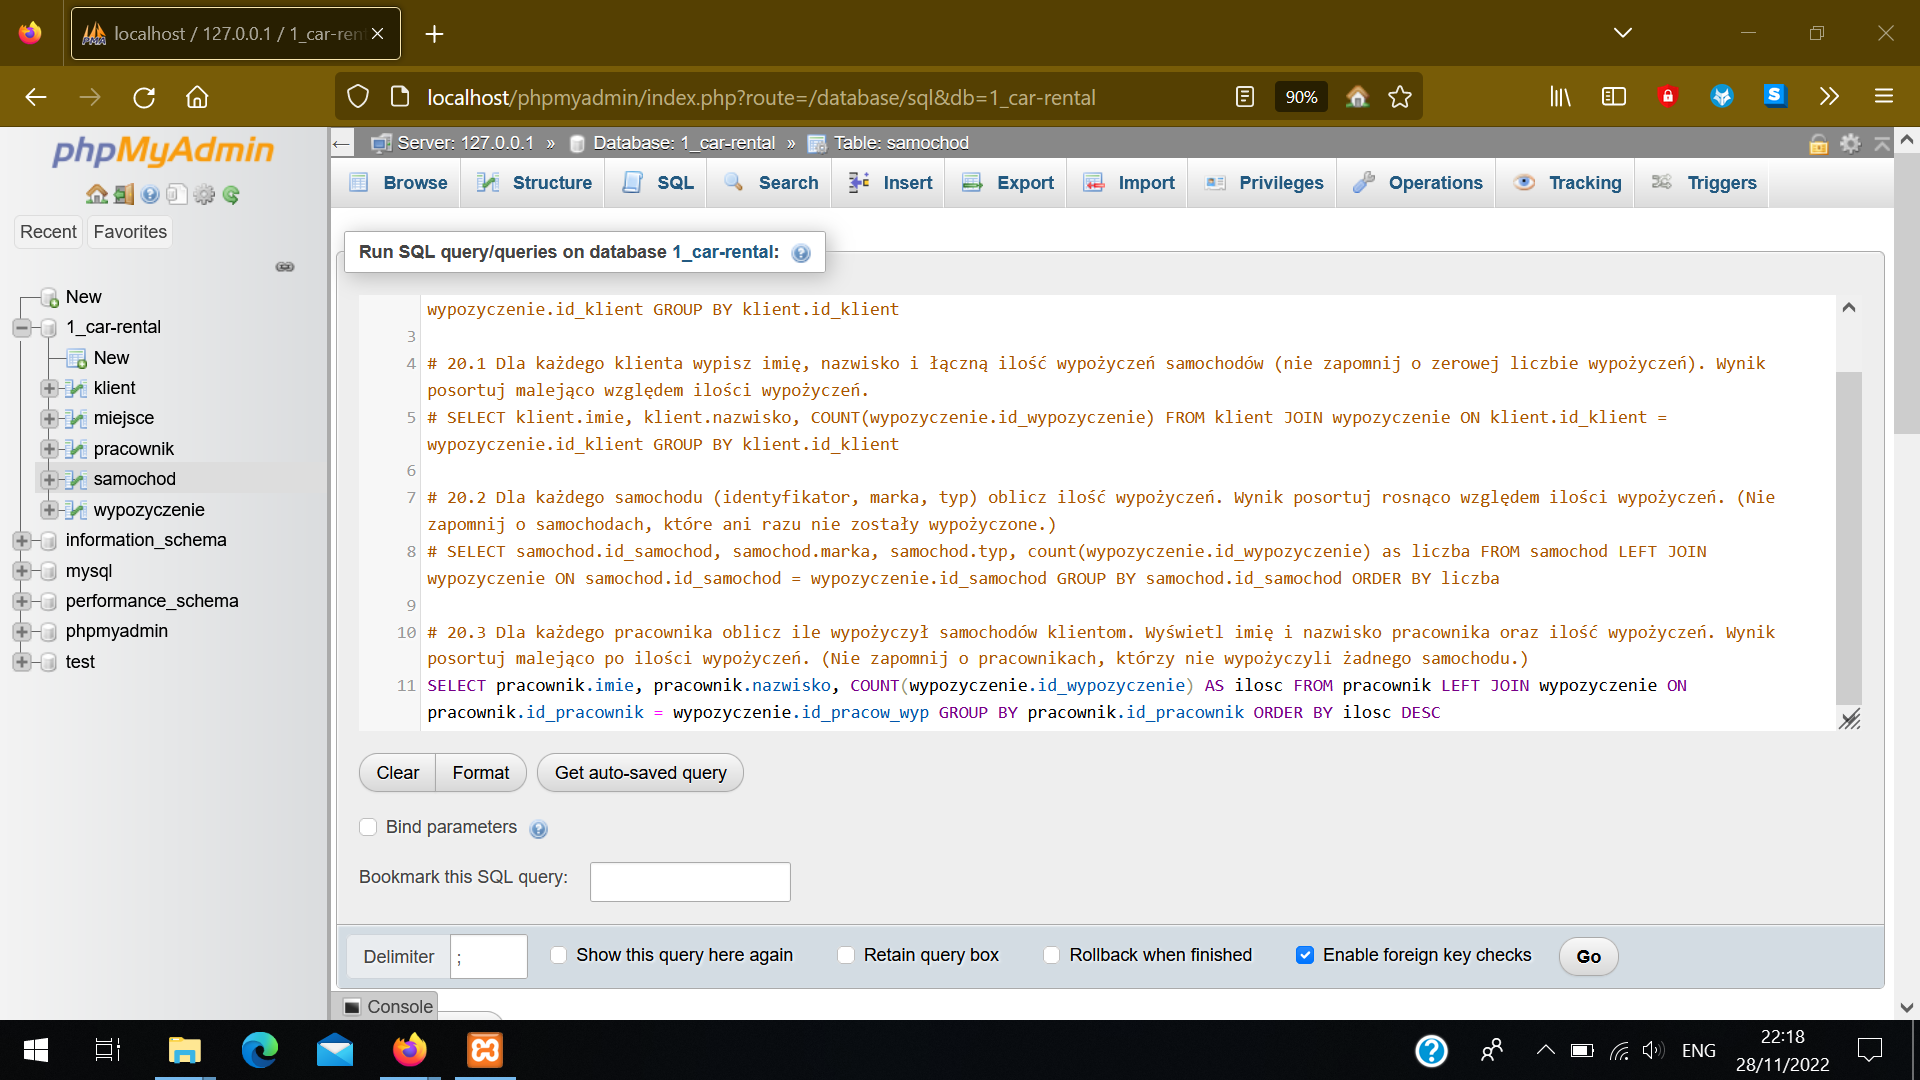 localhost / 127.0.0.1 / 1_car-ren
localhost/phpmyadmin/index.php?route=/database/sql&db=1_car-rental
90%
phpMyAdmin
Recent
Favorites
New
1_car-rental
New
klient
miejsce
pracownik
samochod
wypozyczenie
information_schema
mysql
performance_schema
phpmyadmin
test
Server: 127.0.0.1 » Database: 1_car-rental » Table: samochod
Browse Structure SQL Search Insert Export Import Privileges Operations Tracking Triggers
Run SQL query/queries on database 1_car-rental:
wypozyczenie.id_klient GROUP BY klient.id_klient
3
4 # 20.1 Dla każdego klienta wypisz imię, nazwisko i łączną ilość wypożyczeń samochodów (nie zapomnij o zerowej liczbie wypożyczeń). Wynik
posortuj malejąco względem ilości wypożyczeń.
5 # SELECT klient.imie, klient.nazwisko, COUNT(wypozyczenie.id_wypozyczenie) FROM klient JOIN wypozyczenie ON klient.id_klient =
wypozyczenie.id_klient GROUP BY klient.id_klient
6
7 # 20.2 Dla każdego samochodu (identyfikator, marka, typ) oblicz ilość wypożyczeń. Wynik posortuj rosnąco względem ilości wypożyczeń. (Nie
zapomnij o samochodach, które ani razu nie zostały wypożyczone.)
8 # SELECT samochod.id_samochod, samochod.marka, samochod.typ, count(wypozyczenie.id_wypozyczenie) as liczba FROM samochod LEFT JOIN
wypozyczenie ON samochod.id_samochod = wypozyczenie.id_samochod GROUP BY samochod.id_samochod ORDER BY liczba
9
10 # 20.3 Dla każdego pracownika oblicz ile wypożyczył samochodów klientom. Wyświetl imię i nazwisko pracownika oraz ilość wypożyczeń. Wynik
posortuj malejąco po ilości wypożyczeń. (Nie zapomnij o pracownikach, którzy nie wypożyczyli żadnego samochodu.)
11 SELECT pracownik.imie, pracownik.nazwisko, COUNT(wypozyczenie.id_wypozyczenie) AS ilosc FROM pracownik LEFT JOIN wypozyczenie ON
pracownik.id_pracownik = wypozyczenie.id_pracow_wyp GROUP BY pracownik.id_pracownik ORDER BY ilosc DESC
Clear Format Get auto-saved query
Bind parameters
Bookmark this SQL query:
Delimiter ; Show this query here again Retain query box Rollback when finished Enable foreign key checks Go
Console
ENG
22:18
28/11/2022